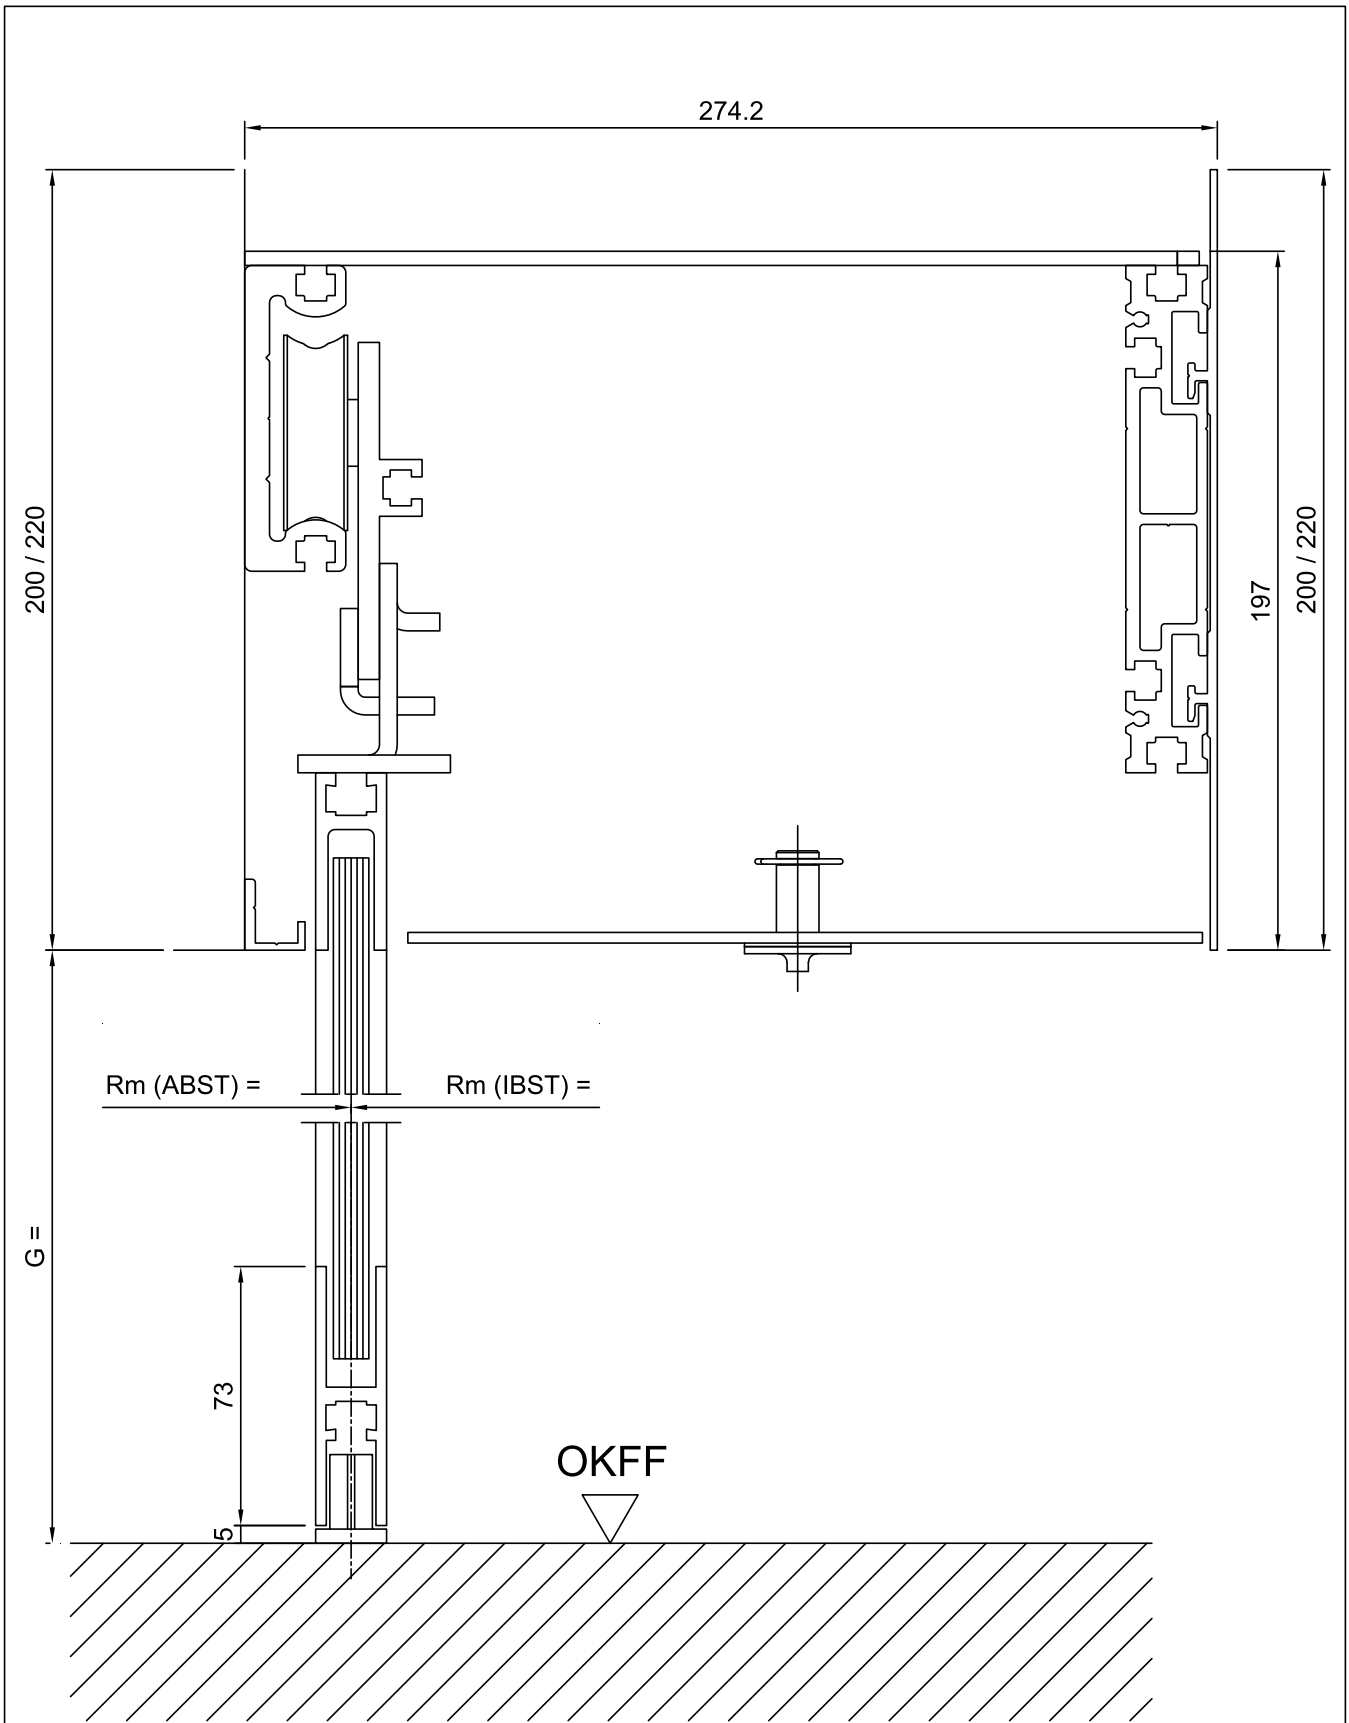 274.2
200 / 220
197
200 / 220
Rm (ABST) =
Rm (IBST) =
G =
73
OKFF
5